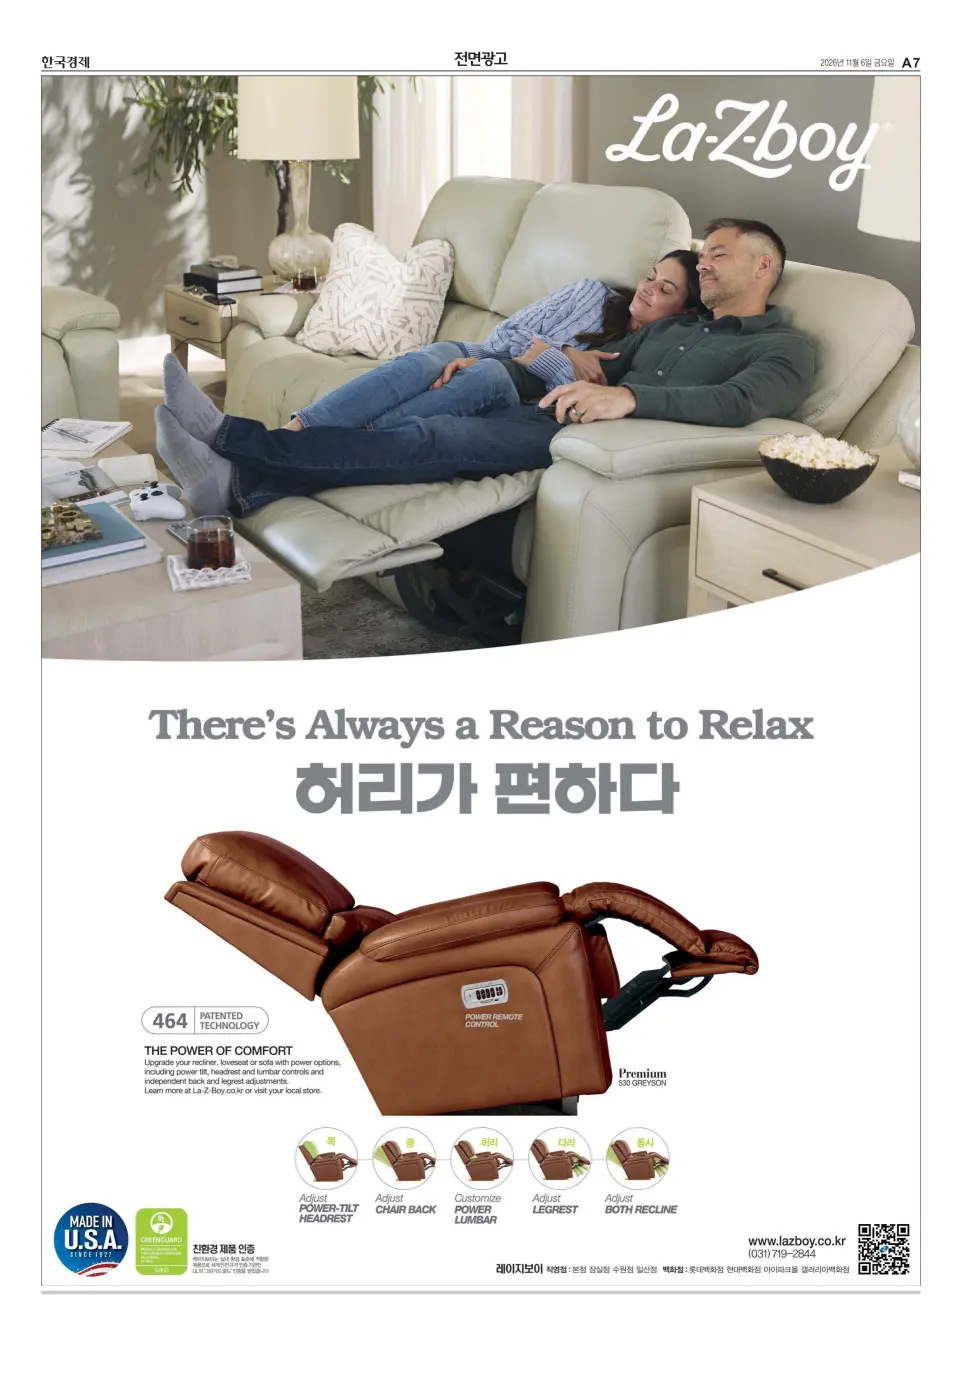 한국경제
전면광고
2026년 11월 6일 금요일 A7
La-Z-boy®
There's Always a Reason to Relax
허리가 편하다
464 PATENTED
TECHNOLOGY
THE POWER OF COMFORT
Upgrade your recliner, loveseat or sofa with power options,
including power tilt, headrest and lumbar controls and
independent back and legrest adjustments.
Learn more at La-Z-Boy.co.kr or visit your local store.
POWER REMOTE
CONTROL
Premium
530 GREYSON
목
등
허리
다리
동시
Adjust
POWER-TILT
HEADREST
Adjust
CHAIR BACK
Customize
POWER
LUMBAR
Adjust
LEGREST
Adjust
BOTH RECLINE
MADE IN
U.S.A.
SINCE 1927
GREENGUARD
GOLD
친환경 제품 인증
www.lazboy.co.kr
(031)719-2844
레이지보이 직영점 : 본점 잠실점 수원점 일산점 백화점 : 롯데백화점 현대백화점 아이파크몰 갤러리아백화점